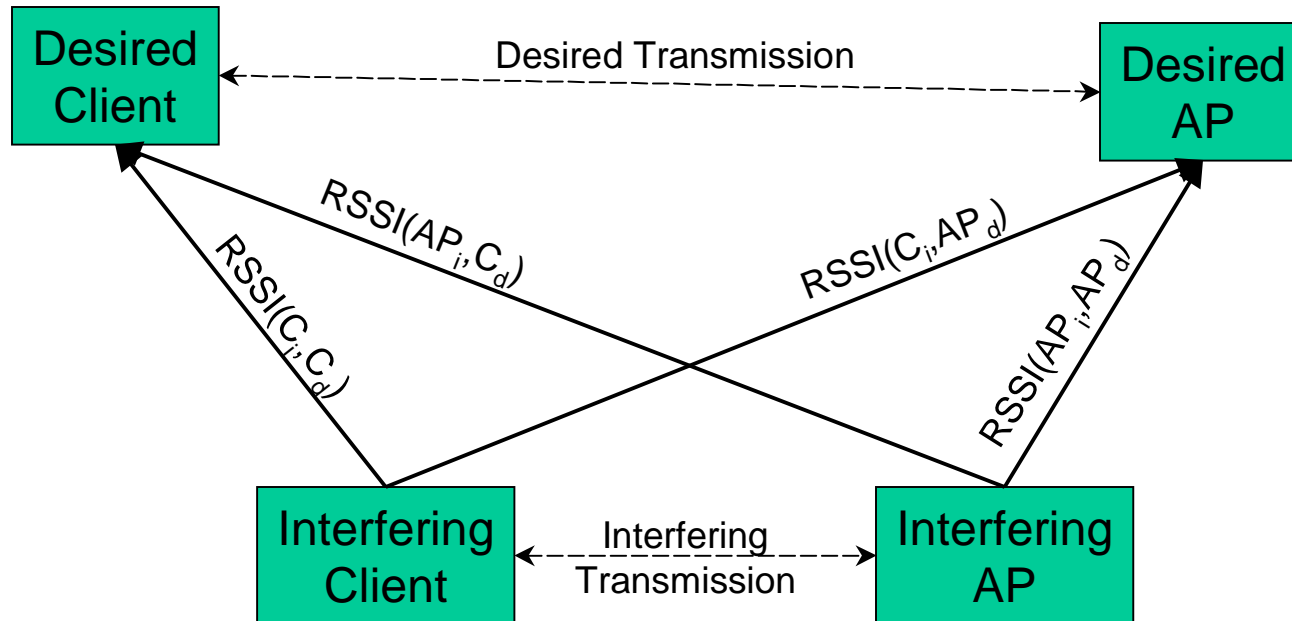 Desired
Client
Desired Transmission
Desired
AP
RSSI(AP_i,C_d)
RSSI(C_i,AP_d)
RSSI(C_i,C_d)
RSSI(AP_i,AP_d)
Interfering
Client
Interfering
Transmission
Interfering
AP